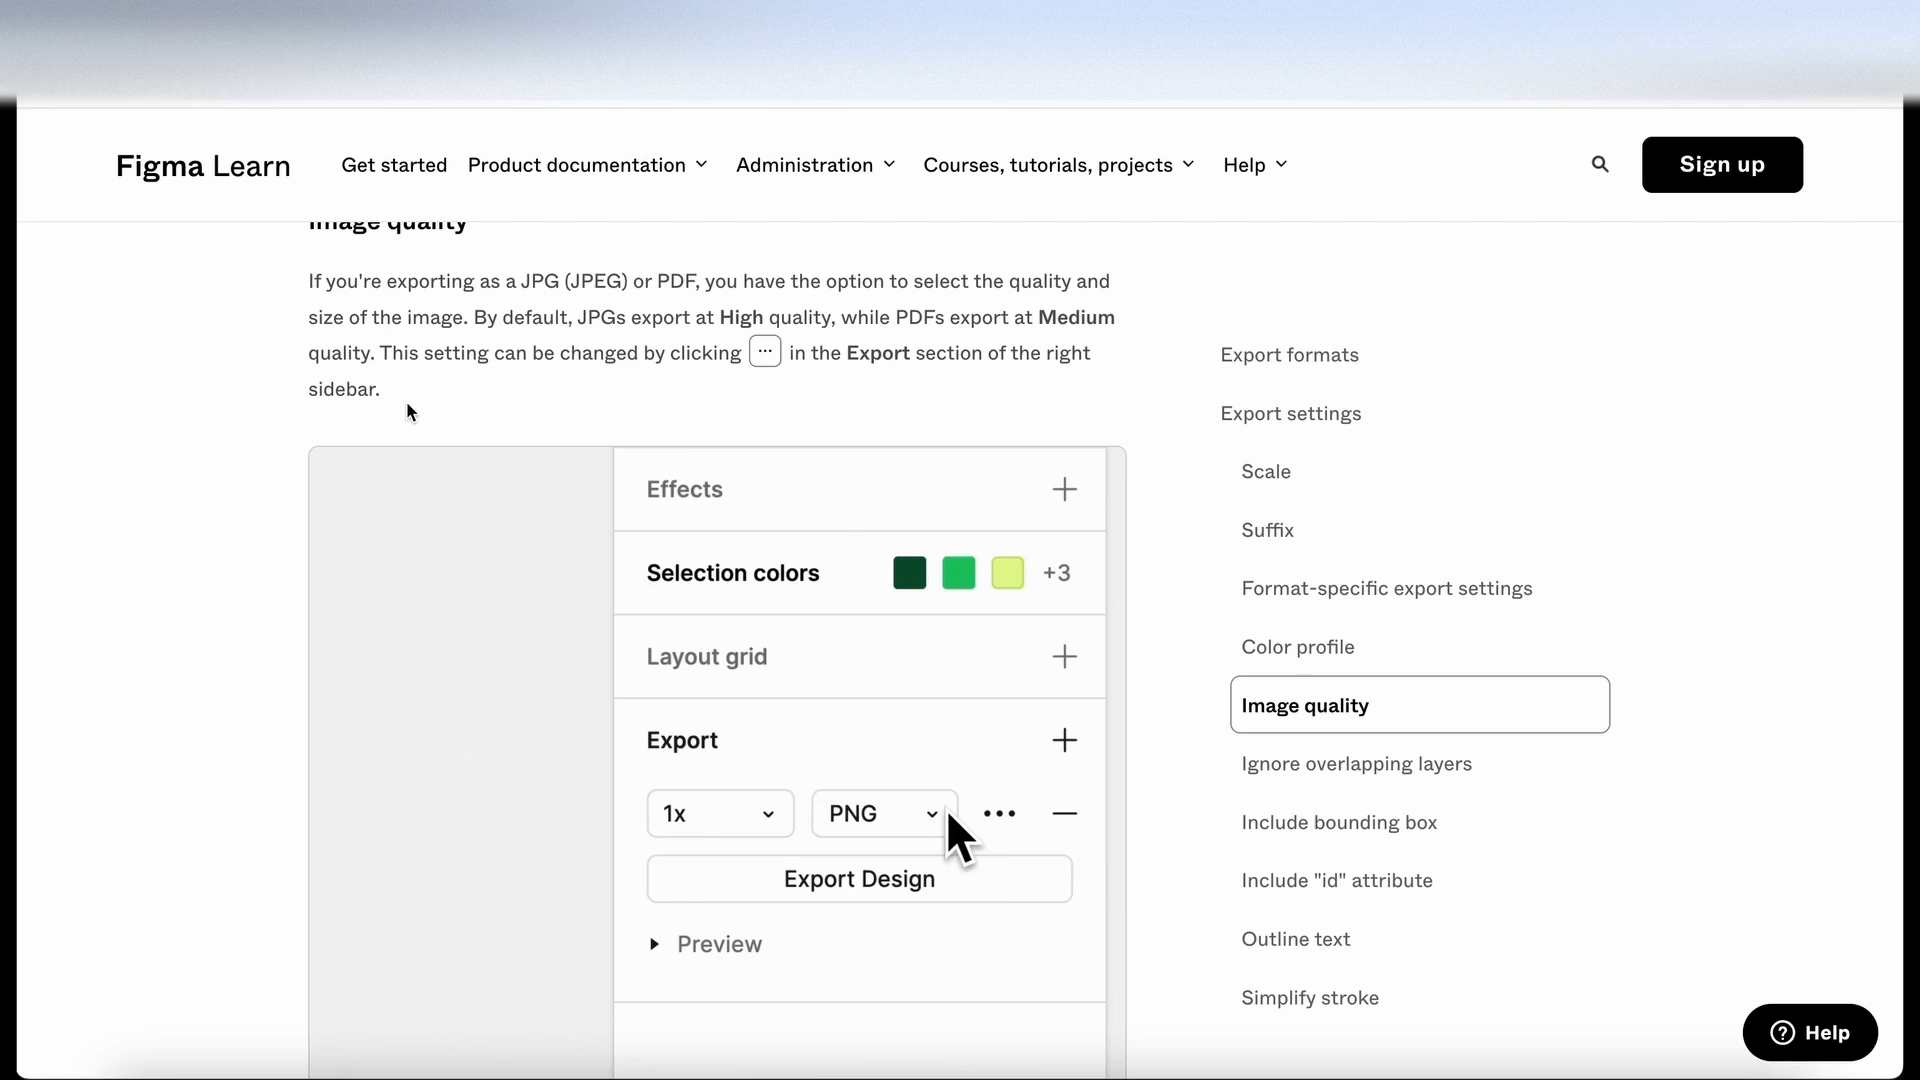 Figma Learn Get started Product documentation Administration Courses, tutorials, projects Help Sign up
Image quality
If you're exporting as a JPG (JPEG) or PDF, you have the option to select the quality and
size of the image. By default, JPGs export at High quality, while PDFs export at Medium
quality. This setting can be changed by clicking ... in the Export section of the right
sidebar.
Effects
Selection colors +3
Layout grid
Export
1x PNG
Export Design
Preview
Export formats
Export settings
Scale
Suffix
Format-specific export settings
Color profile
Image quality
Ignore overlapping layers
Include bounding box
Include "id" attribute
Outline text
Simplify stroke
? Help